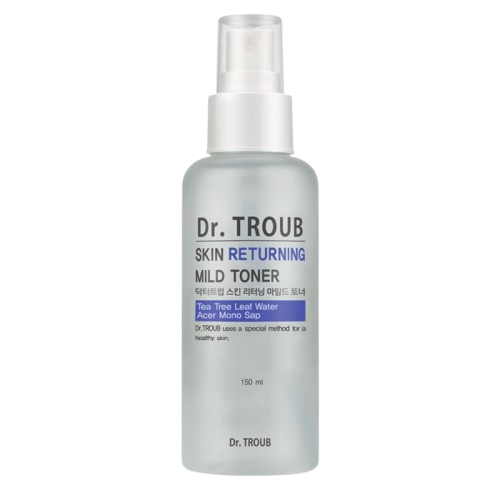 Dr. TROUB
SKIN RETURNING
MILD TONER
닥터트럽 스킨 리터닝 마일드 토너
Tea Tree Leaf Water
Acer Mono Sap
Dr.TROUB uses a special method for a
healthy skin.
150 ml
Dr. TROUB